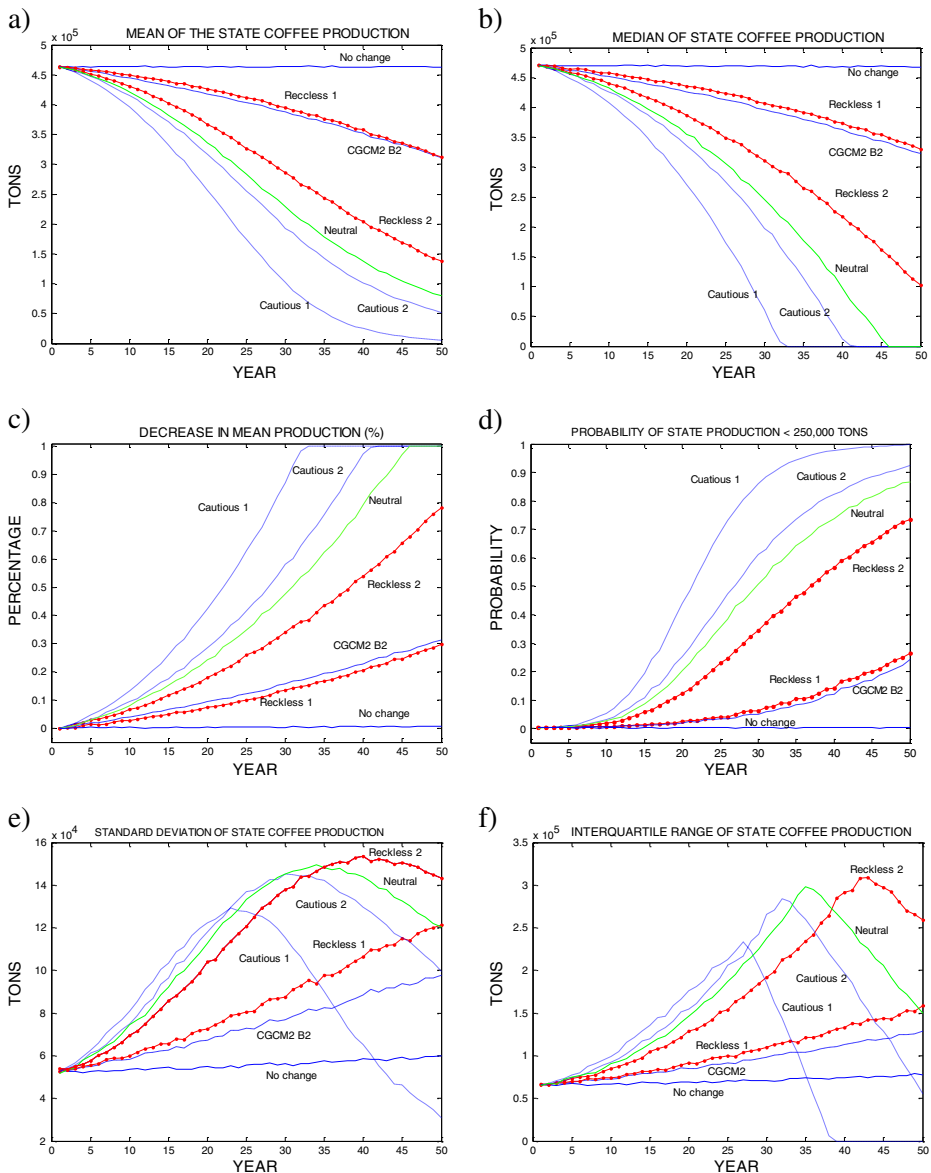 a)
MEAN OF THE STATE COFFEE PRODUCTION
x 10⁵
5
4.5
4
3.5
3
2.5
2
1.5
1
0.5
0
TONS
No change
Reccless 1
CGCM2 B2
Reckless 2
Neutral
Cautious 2
Cautious 1
0 5 10 15 20 25 30 35 40 45 50
YEAR
b)
MEDIAN OF STATE COFFEE PRODUCTION
x 10⁵
5
4.5
4
3.5
3
2.5
2
1.5
1
0.5
0
TONS
No change
Reckless 1
CGCM2 B2
Reckless 2
Neutral
Cautious 1
Cautious 2
0 5 10 15 20 25 30 35 40 45 50
YEAR
c)
DECREASE IN MEAN PRODUCTION (%)
1
0.9
0.8
0.7
0.6
0.5
0.4
0.3
0.2
0.1
0
PERCENTAGE
Cautious 2
Cautious 1
Neutral
Reckless 2
CGCM2 B2
Reckless 1
No change
0 5 10 15 20 25 30 35 40 45 50
YEAR
d)
PROBABILITY OF STATE PRODUCTION < 250,000 TONS
1
0.9
0.8
0.7
0.6
0.5
0.4
0.3
0.2
0.1
0
PROBABILITY
Cuatious 1
Cautious 2
Neutral
Reckless 2
Reckless 1
CGCM2 B2
No change
0 5 10 15 20 25 30 35 40 45 50
YEAR
e)
STANDARD DEVIATION OF STATE COFFEE PRODUCTION
x 10⁴
16
14
12
10
8
6
4
2
TONS
Reckless 2
Neutral
Cautious 2
Reckless 1
Cautious 1
CGCM2 B2
No change
0 5 10 15 20 25 30 35 40 45 50
YEAR
f)
INTERQUARTILE RANGE OF STATE COFFEE PRODUCTION
x 10⁵
3.5
3
2.5
2
1.5
1
0.5
0
TONS
Reckless 2
Neutral
Cautious 2
Cautious 1
Reckless 1
CGCM2
No change
0 5 10 15 20 25 30 35 40 45 50
YEAR